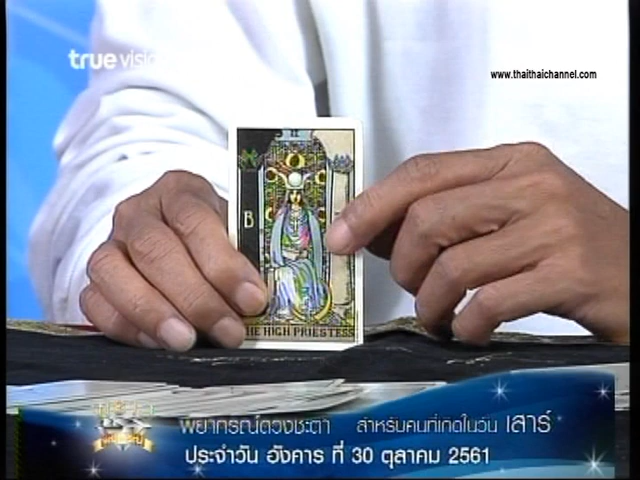 true visio
www.thaithaichannel.com
B
THE HIGH PRIESTESS
พยากรณ์ดวงชะตา สำหรับคนที่เกิดในวัน เสาร์
ประจำวัน อังคาร ที่ 30 ตุลาคม 2561